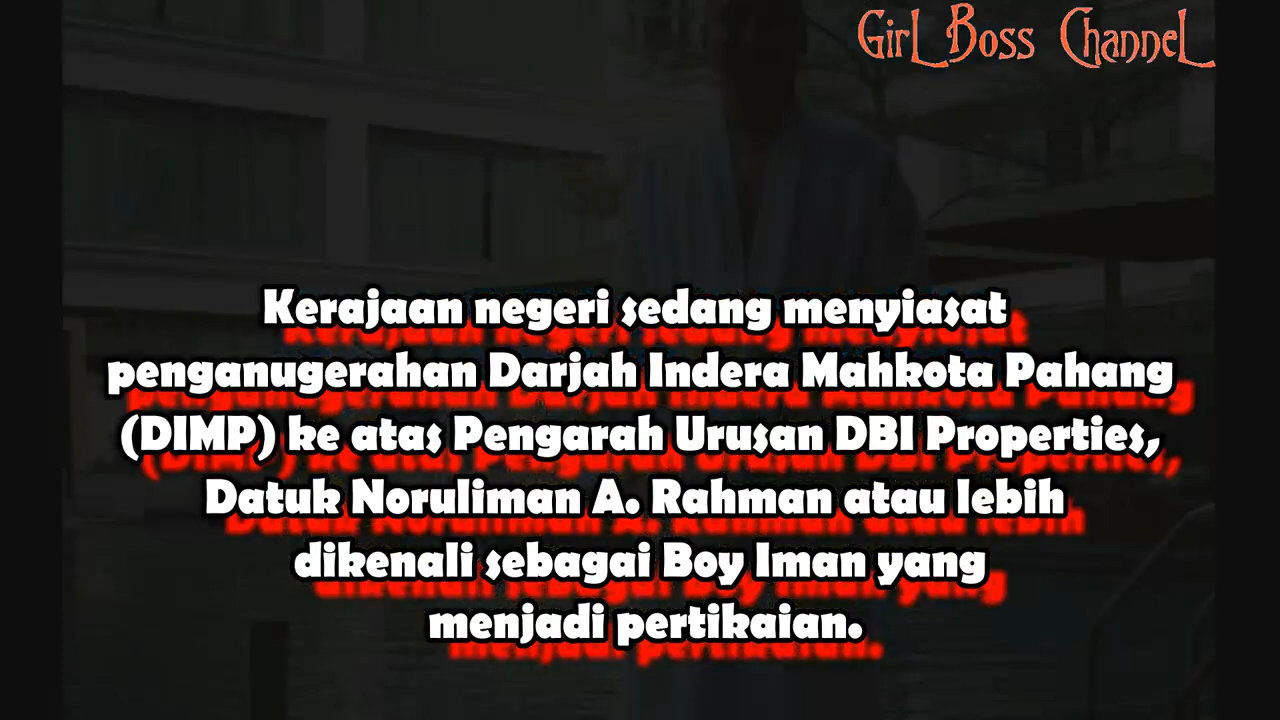 Girl Boss Channel
Kerajaan negeri sedang menyiasat
penganugerahan Darjah Indera Mahkota Pahang
(DIMP) ke atas Pengarah Urusan DBI Properties,
Datuk Noruliman A. Rahman atau lebih
dikenali sebagai Boy Iman yang
menjadi pertikaian.